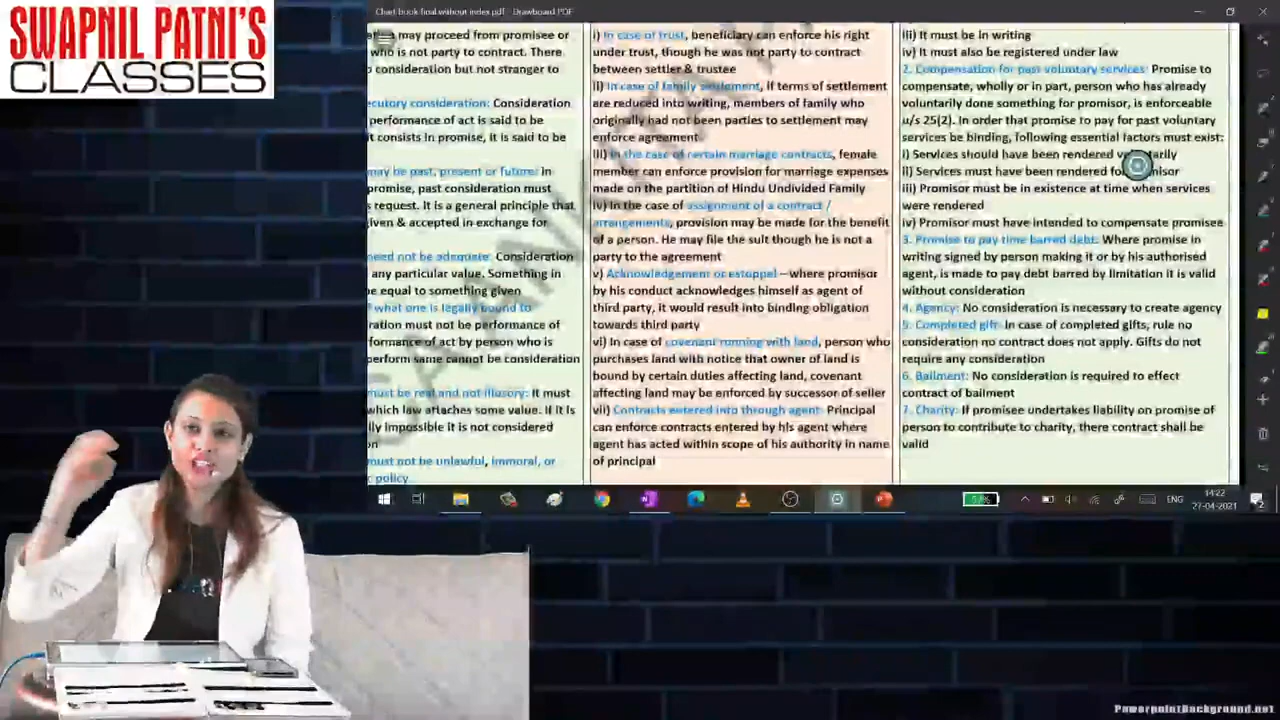 SWAPNIL PATNI'S
CLASSES
Chart book final without index.pdf - Drawboard PDF
may proceed from promisee or
who is not party to contract. There
consideration but not stranger to
ecutory consideration: Consideration
performance of act is said to be
it consists in promise, it is said to be
may be past, present or future: In
promise, past consideration must
s request. It is a general principle that
given & accepted in exchange for
need not be adequate: Consideration
any particular value. Something in
be equal to something given
what one is legally bound to
ration must not be performance of
formance of act by person who is
perform same cannot be consideration
must be real and not illusory: It must
which law attaches some value. If it is
lly impossible it is not considered
on
must not be unlawful, immoral, or
policy
i) In case of trust, beneficiary can enforce his right
under trust, though he was not party to contract
between settler & trustee
ii) In case of family settlement, if terms of settlement
are reduced into writing, members of family who
originally had not been parties to settlement may
enforce agreement
iii) In the case of certain marriage contracts, female
member can enforce provision for marriage expenses
made on the partition of Hindu Undivided Family
iv) In the case of assignment of a contract /
arrangements, provision may be made for the benefit
of a person. He may file the suit though he is not a
party to the agreement
v) Acknowledgement or estoppel – where promisor
by his conduct acknowledges himself as agent of
third party, it would result into binding obligation
towards third party
vi) In case of covenant running with land, person who
purchases land with notice that owner of land is
bound by certain duties affecting land, covenant
affecting land may be enforced by successor of seller
vii) Contracts entered into through agent: Principal
can enforce contracts entered by his agent where
agent has acted within scope of his authority in name
of principal
iii) It must be in writing
iv) It must also be registered under law
2. Compensation for past voluntary services: Promise to
compensate, wholly or in part, person who has already
voluntarily done something for promisor, is enforceable
u/s 25(2). In order that promise to pay for past voluntary
services be binding, following essential factors must exist:
i) Services should have been rendered voluntarily
ii) Services must have been rendered for promisor
iii) Promisor must be in existence at time when services
were rendered
iv) Promisor must have intended to compensate promisee
3. Promise to pay time barred debt: Where promise in
writing signed by person making it or by his authorised
agent, is made to pay debt barred by limitation it is valid
without consideration
4. Agency: No consideration is necessary to create agency
5. Completed gift: In case of completed gifts, rule no
consideration no contract does not apply. Gifts do not
require any consideration
6. Bailment: No consideration is required to effect
contract of bailment
7. Charity: If promisee undertakes liability on promise of
person to contribute to charity, there contract shall be
valid
ENG
14:22
27-04-2021
PowerpointBackground.net